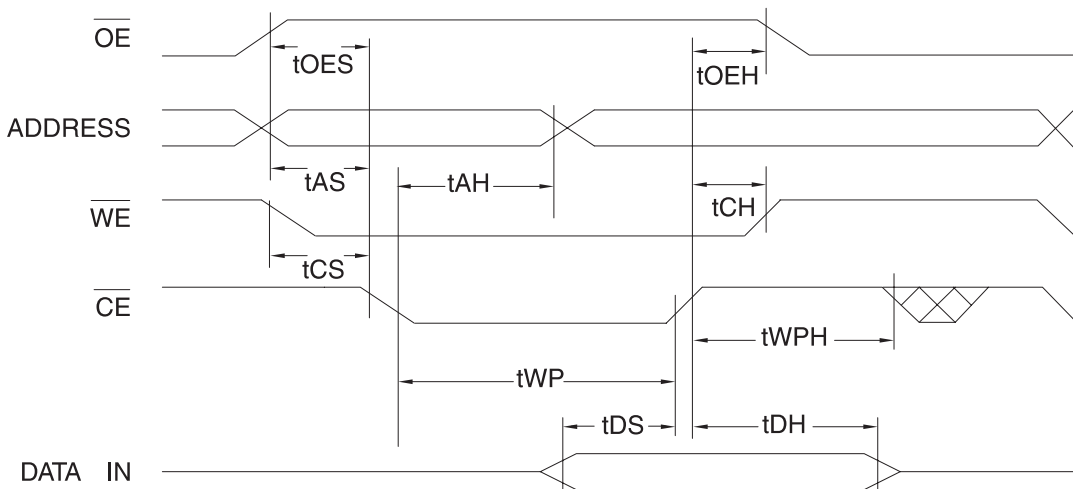 OE
tOES
tOEH
ADDRESS
tAS
tAH
tCH
WE
tCS
CE
tWPH
tWP
tDS
tDH
DATA IN